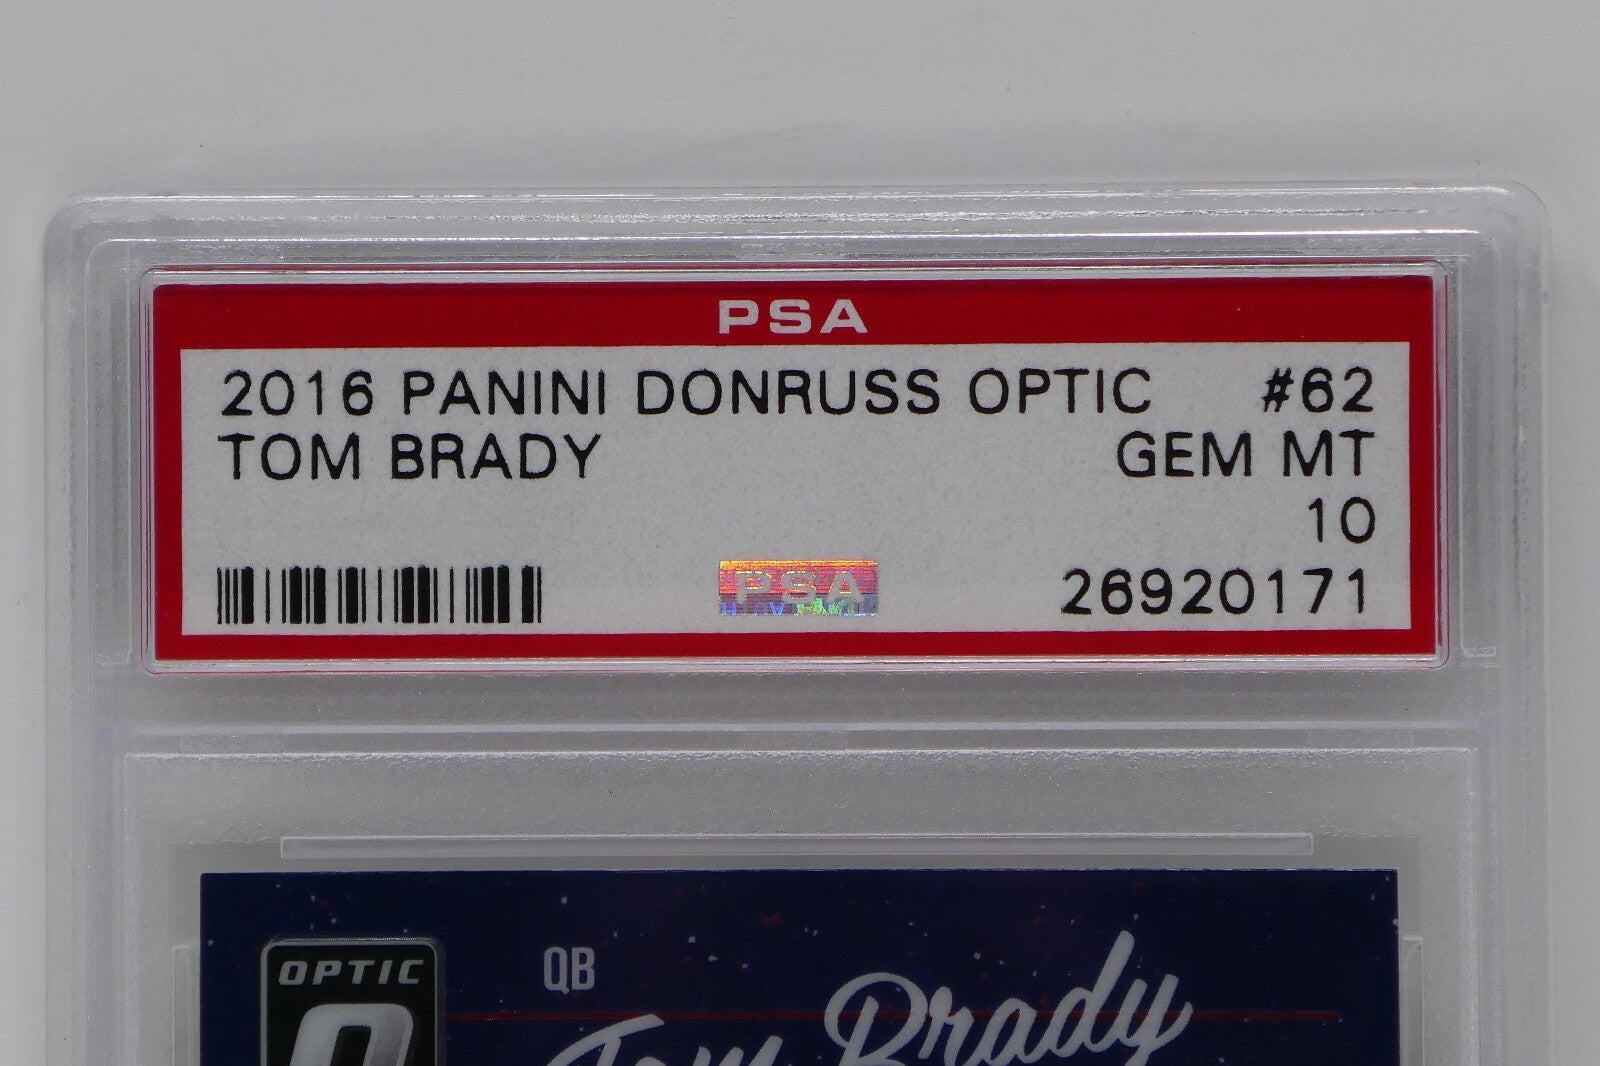 PSA
2016 PANINI DONRUSS OPTIC #62
TOM BRADY GEM MT
10
PSA 26920171
OPTIC
QB
Tom Brady